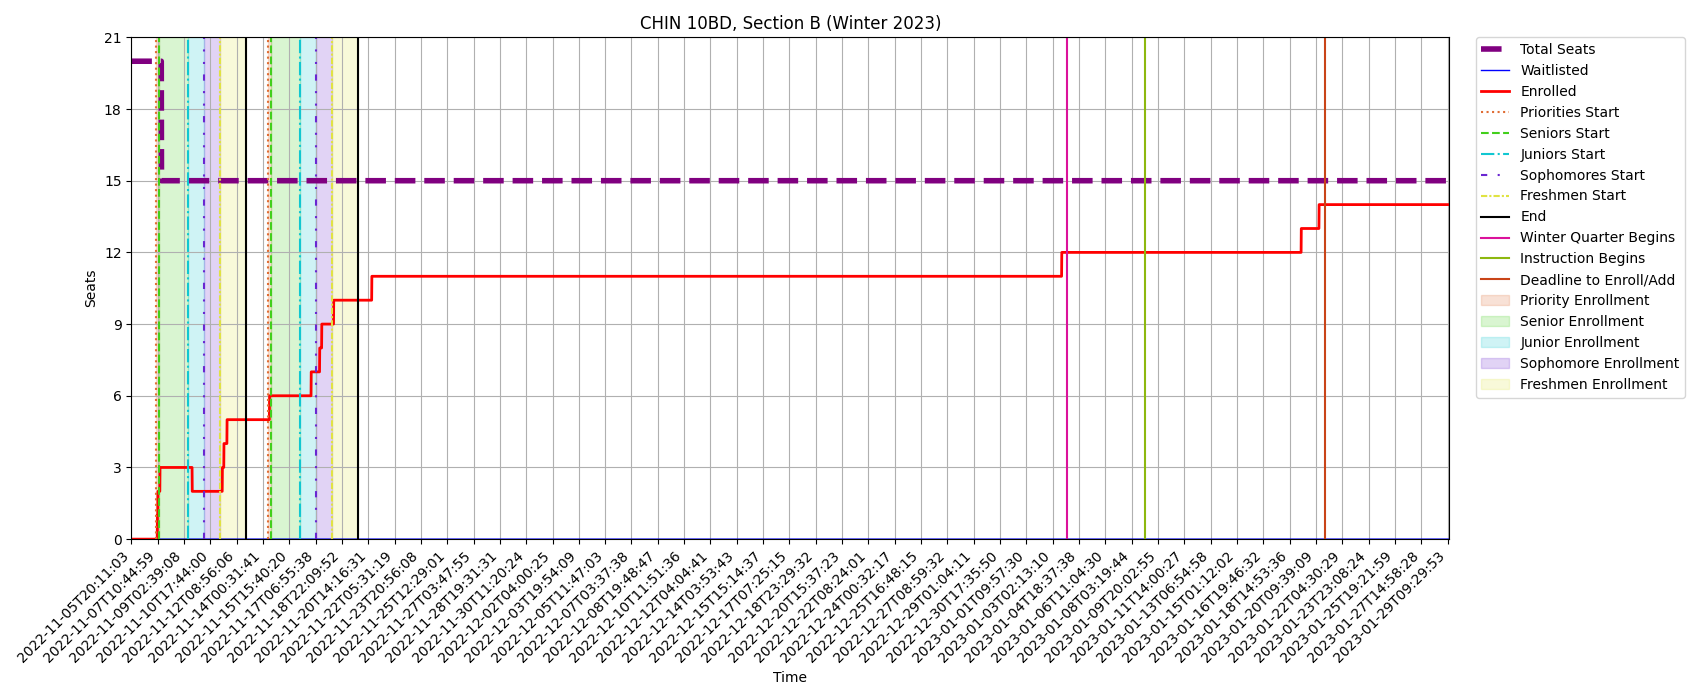 CHIN 10BD, Section B (Winter 2023)
21
18
15
12
9
6
3
0
Seats
2022-11-05T20:11:03
2022-11-07T10:44:59
2022-11-09T02:39:08
2022-11-10T17:44:00
2022-11-12T08:56:06
2022-11-14T00:31:41
2022-11-15T15:40:20
2022-11-17T06:55:38
2022-11-18T22:09:52
2022-11-20T14:16:31
2022-11-22T05:31:19
2022-11-23T20:56:08
2022-11-25T12:29:01
2022-11-27T03:47:55
2022-11-28T19:31:31
2022-11-30T11:20:24
2022-12-02T04:00:25
2022-12-03T19:54:09
2022-12-05T11:47:03
2022-12-07T03:37:38
2022-12-08T19:48:47
2022-12-10T11:51:36
2022-12-12T04:04:41
2022-12-14T03:53:43
2022-12-15T15:14:37
2022-12-17T07:25:15
2022-12-18T23:29:32
2022-12-20T15:37:23
2022-12-22T08:24:01
2022-12-24T00:32:17
2022-12-25T16:48:15
2022-12-27T08:59:32
2022-12-29T01:04:11
2022-12-30T17:35:50
2023-01-01T09:57:30
2023-01-03T02:13:10
2023-01-04T18:37:38
2023-01-06T11:04:30
2023-01-08T03:19:44
2023-01-09T20:02:55
2023-01-11T14:00:27
2023-01-13T06:54:58
2023-01-15T01:12:02
2023-01-16T19:46:32
2023-01-18T14:53:36
2023-01-20T09:39:09
2023-01-22T04:30:29
2023-01-23T23:08:24
2023-01-25T19:21:59
2023-01-27T14:58:28
2023-01-29T09:29:53
Time
Total Seats
Waitlisted
Enrolled
Priorities Start
Seniors Start
Juniors Start
Sophomores Start
Freshmen Start
End
Winter Quarter Begins
Instruction Begins
Deadline to Enroll/Add
Priority Enrollment
Senior Enrollment
Junior Enrollment
Sophomore Enrollment
Freshmen Enrollment